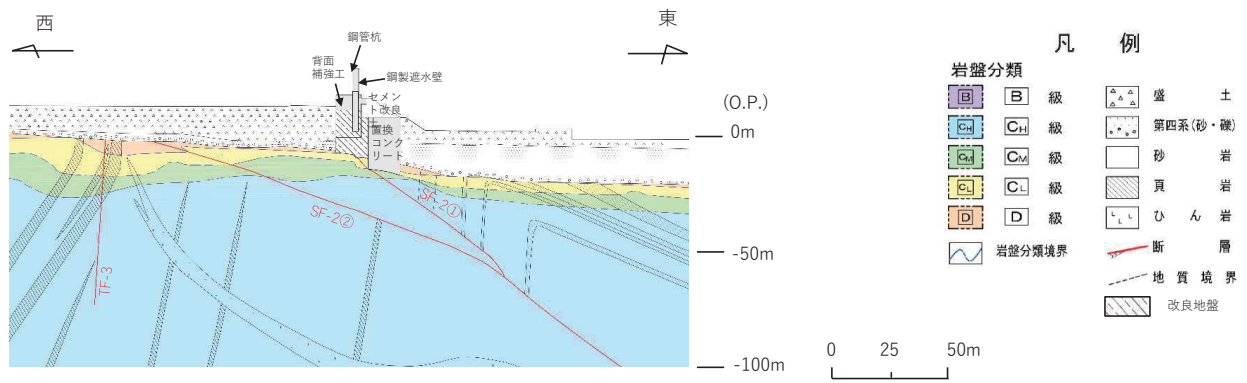 西
東
鋼管杭
背面
補強工
鋼製遮水壁
セメン
ト改良
土
置換
コンク
リート
(O.P.)
0m
-50m
-100m
SF-2①
SF-2②
TF-3
0 25 50m
凡 例
岩盤分類
B B 級
CH CH 級
CM CM 級
CL CL 級
D D 級
岩盤分類境界
盛 土
第四系(砂・礫)
砂 岩
頁 岩
ひ ん 岩
断 層
地 質 境 界
改良地盤